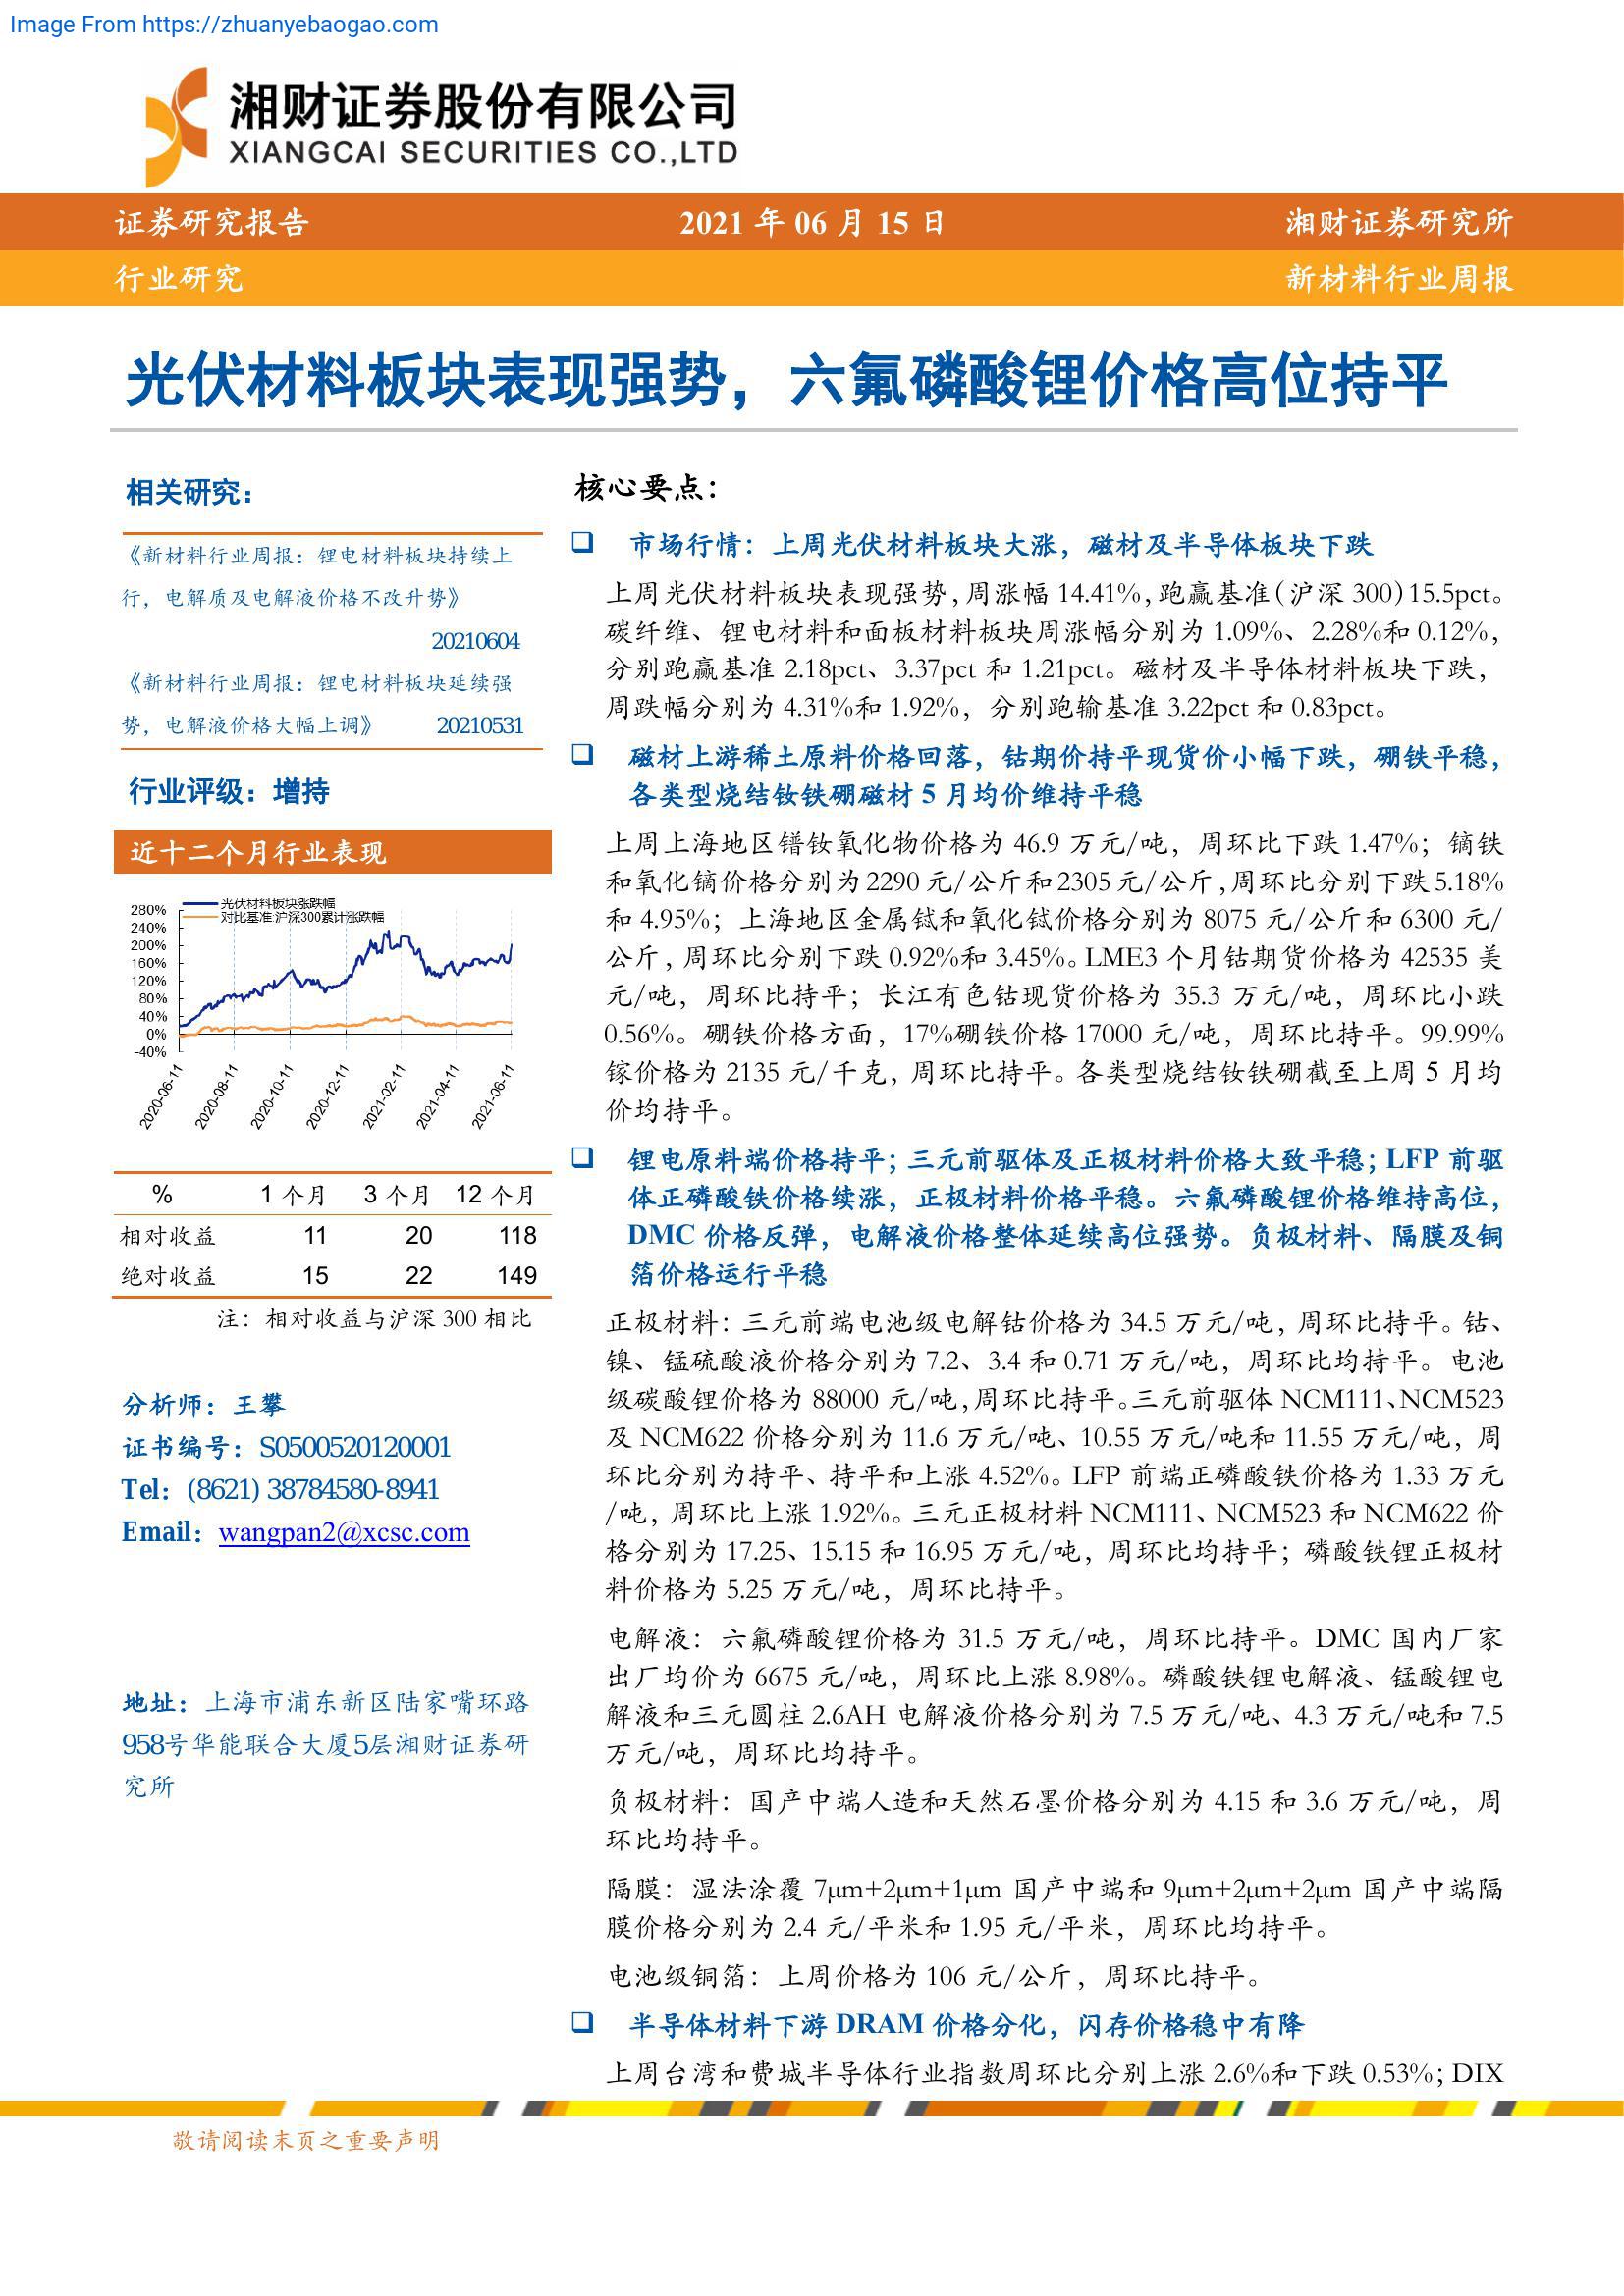 Image From https://zhuanyebaogao.com
湘财证券股份有限公司
XIANGCAI SECURITIES CO.,LTD
证券研究报告 2021 年 06 月 15 日 湘财证券研究所
行业研究 新材料行业周报
光伏材料板块表现强势，六氟磷酸锂价格高位持平
相关研究：
《新材料行业周报：锂电材料板块持续上
行，电解质及电解液价格不改升势》
20210604
《新材料行业周报：锂电材料板块延续强
势，电解液价格大幅上调》 20210531
行业评级：增持
近十二个月行业表现
光伏材料板块涨跌幅
对比基准:沪深300累计涨跌幅
280%
240%
200%
160%
120%
80%
40%
0%
-40%
2020-06-11 2020-08-11 2020-10-11 2020-12-11 2021-02-11 2021-04-11 2021-06-11
% 1 个月 3 个月 12 个月
相对收益 11 20 118
绝对收益 15 22 149
注：相对收益与沪深 300 相比
分析师：王攀
证书编号：S0500520120001
Tel：(8621) 38784580-8941
Email：wangpan2@xcsc.com
地址：上海市浦东新区陆家嘴环路
958号华能联合大厦5层湘财证券研
究所
核心要点：
❑ 市场行情：上周光伏材料板块大涨，磁材及半导体板块下跌
上周光伏材料板块表现强势，周涨幅 14.41%，跑赢基准（沪深 300）15.5pct。
碳纤维、锂电材料和面板材料板块周涨幅分别为 1.09%、2.28%和 0.12%，
分别跑赢基准 2.18pct、3.37pct 和 1.21pct。磁材及半导体材料板块下跌，
周跌幅分别为 4.31%和 1.92%，分别跑输基准 3.22pct 和 0.83pct。
❑ 磁材上游稀土原料价格回落，钴期价持平现货价小幅下跌，硼铁平稳，
各类型烧结钕铁硼磁材 5 月均价维持平稳
上周上海地区镨钕氧化物价格为 46.9 万元/吨，周环比下跌 1.47%；镝铁
和氧化镝价格分别为 2290 元/公斤和 2305 元/公斤，周环比分别下跌 5.18%
和 4.95%；上海地区金属铽和氧化铽价格分别为 8075 元/公斤和 6300 元/
公斤，周环比分别下跌 0.92%和 3.45%。LME3 个月钴期货价格为 42535 美
元/吨，周环比持平；长江有色钴现货价格为 35.3 万元/吨，周环比小跌
0.56%。硼铁价格方面，17%硼铁价格 17000 元/吨，周环比持平。99.99%
镓价格为 2135 元/千克，周环比持平。各类型烧结钕铁硼截至上周 5 月均
价均持平。
❑ 锂电原料端价格持平；三元前驱体及正极材料价格大致平稳；LFP 前驱
体正磷酸铁价格续涨，正极材料价格平稳。六氟磷酸锂价格维持高位，
DMC 价格反弹，电解液价格整体延续高位强势。负极材料、隔膜及铜
箔价格运行平稳
正极材料：三元前端电池级电解钴价格为 34.5 万元/吨，周环比持平。钴、
镍、锰硫酸液价格分别为 7.2、3.4 和 0.71 万元/吨，周环比均持平。电池
级碳酸锂价格为 88000 元/吨，周环比持平。三元前驱体 NCM111、NCM523
及 NCM622 价格分别为 11.6 万元/吨、10.55 万元/吨和 11.55 万元/吨，周
环比分别为持平、持平和上涨 4.52%。LFP 前端正磷酸铁价格为 1.33 万元
/吨，周环比上涨 1.92%。三元正极材料 NCM111、NCM523 和 NCM622 价
格分别为 17.25、15.15 和 16.95 万元/吨，周环比均持平；磷酸铁锂正极材
料价格为 5.25 万元/吨，周环比持平。
电解液：六氟磷酸锂价格为 31.5 万元/吨，周环比持平。DMC 国内厂家
出厂均价为 6675 元/吨，周环比上涨 8.98%。磷酸铁锂电解液、锰酸锂电
解液和三元圆柱 2.6AH 电解液价格分别为 7.5 万元/吨、4.3 万元/吨和 7.5
万元/吨，周环比均持平。
负极材料：国产中端人造和天然石墨价格分别为 4.15 和 3.6 万元/吨，周
环比均持平。
隔膜：湿法涂覆 7μm+2μm+1μm 国产中端和 9μm+2μm+2μm 国产中端隔
膜价格分别为 2.4 元/平米和 1.95 元/平米，周环比均持平。
电池级铜箔：上周价格为 106 元/公斤，周环比持平。
❑ 半导体材料下游 DRAM 价格分化，闪存价格稳中有降
上周台湾和费城半导体行业指数周环比分别上涨 2.6%和下跌 0.53%；DIX
敬请阅读末页之重要声明